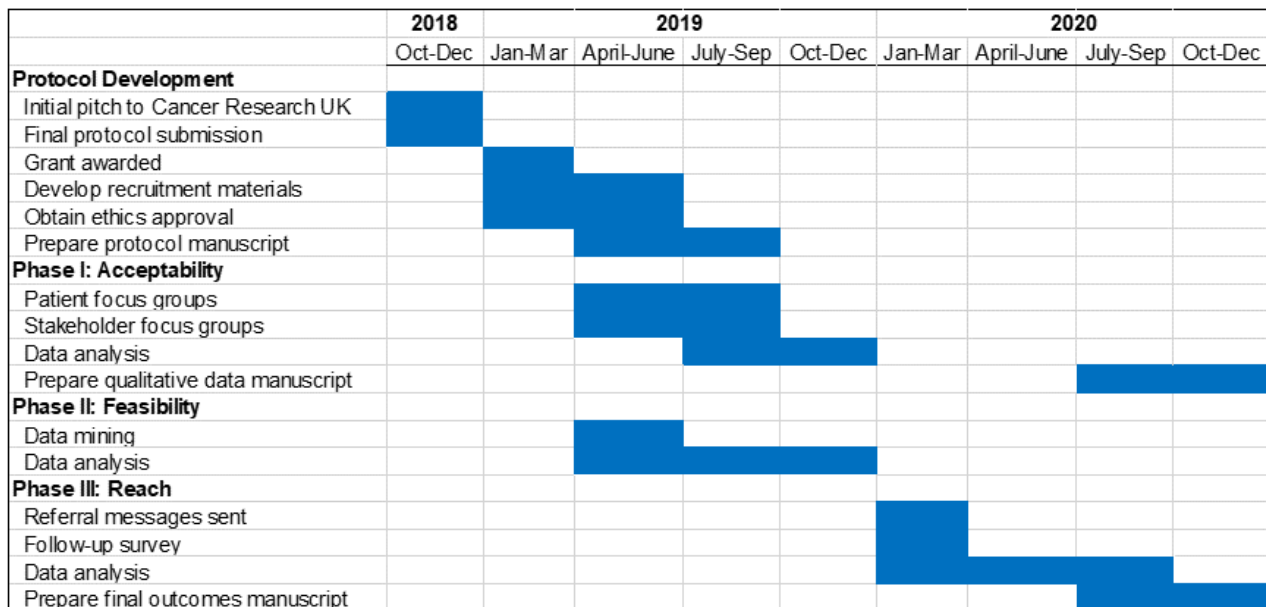 2018 2019 2020
Oct-Dec Jan-Mar April-June July-Sep Oct-Dec Jan-Mar April-June July-Sep Oct-Dec
Protocol Development
Initial pitch to Cancer Research UK
Final protocol submission
Grant awarded
Develop recruitment materials
Obtain ethics approval
Prepare protocol manuscript
Phase I: Acceptability
Patient focus groups
Stakeholder focus groups
Data analysis
Prepare qualitative data manuscript
Phase II: Feasibility
Data mining
Data analysis
Phase III: Reach
Referral messages sent
Follow-up survey
Data analysis
Prepare final outcomes manuscript